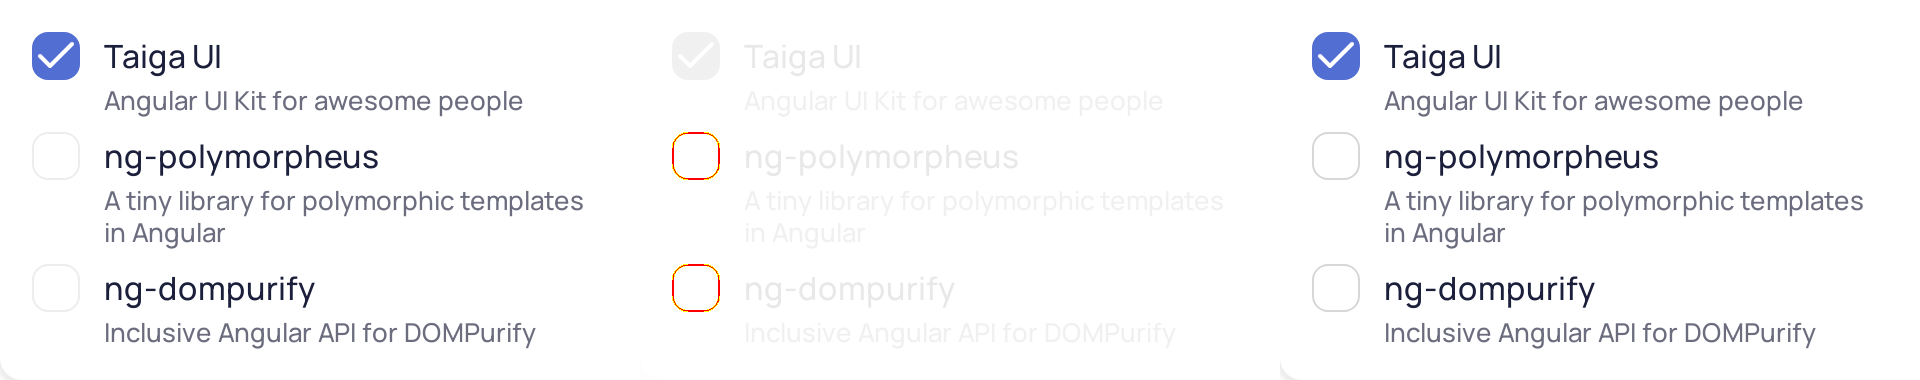 Taiga UI
Angular UI Kit for awesome people
ng-polymorpheus
A tiny library for polymorphic templates
in Angular
ng-dompurify
Inclusive Angular API for DOMPurify
Taiga UI
Angular UI Kit for awesome people
ng-polymorpheus
A tiny library for polymorphic templates
in Angular
ng-dompurify
Inclusive Angular API for DOMPurify
Taiga UI
Angular UI Kit for awesome people
ng-polymorpheus
A tiny library for polymorphic templates
in Angular
ng-dompurify
Inclusive Angular API for DOMPurify